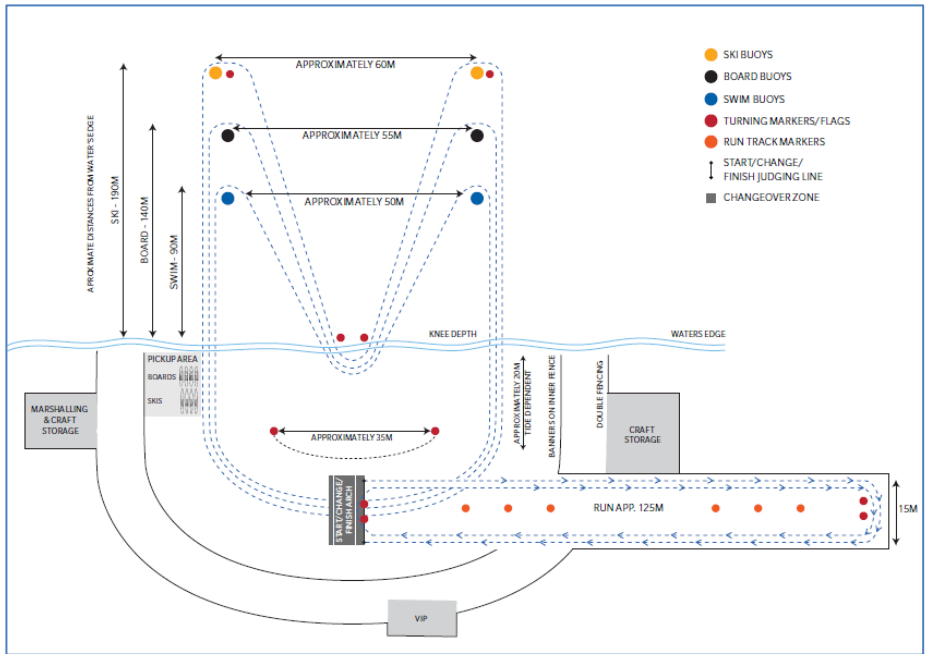 APPROXIMATELY 60M
APPROXIMATELY 55M
APPROXIMATELY 50M
SKI BUOYS
BOARD BUOYS
SWIM BUOYS
TURNING MARKERS/FLAGS
RUN TRACK MARKERS
START/CHANGE/
FINISH JUDGING LINE
CHANGEOVER ZONE
APROXIMATE DISTANCES FROM WATER'S EDGE
SKI - 190M
BOARD - 140M
SWIM - 90M
KNEE DEPTH
WATERS EDGE
PICKUP AREA
BOARDS
SKIS
MARSHALLING
& CRAFT
STORAGE
APPROXIMATELY 35M
APPROXIMATELY 20M
TIDE DEPENDENT
BANNERS ON INNER FENCE
DOUBLE FENCING
CRAFT
STORAGE
START/CHANGE/
FINISH ARCH
RUN APP. 125M
15M
VIP